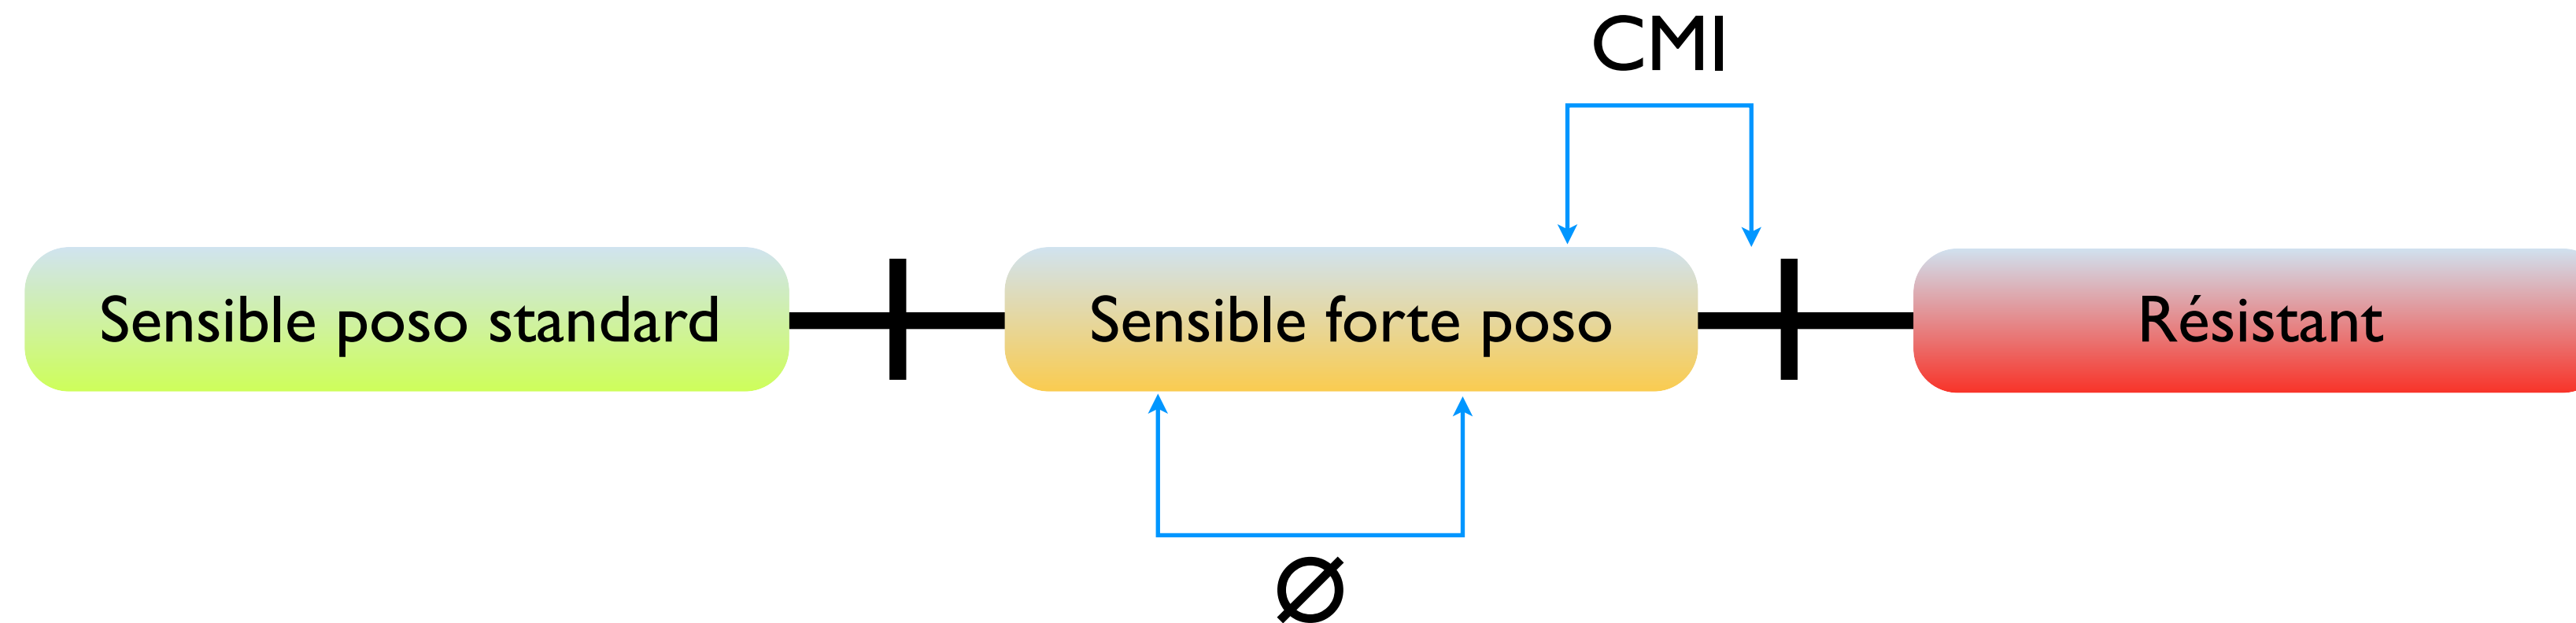 CMI
Sensible poso standard
Sensible forte poso
Résistant
Ø